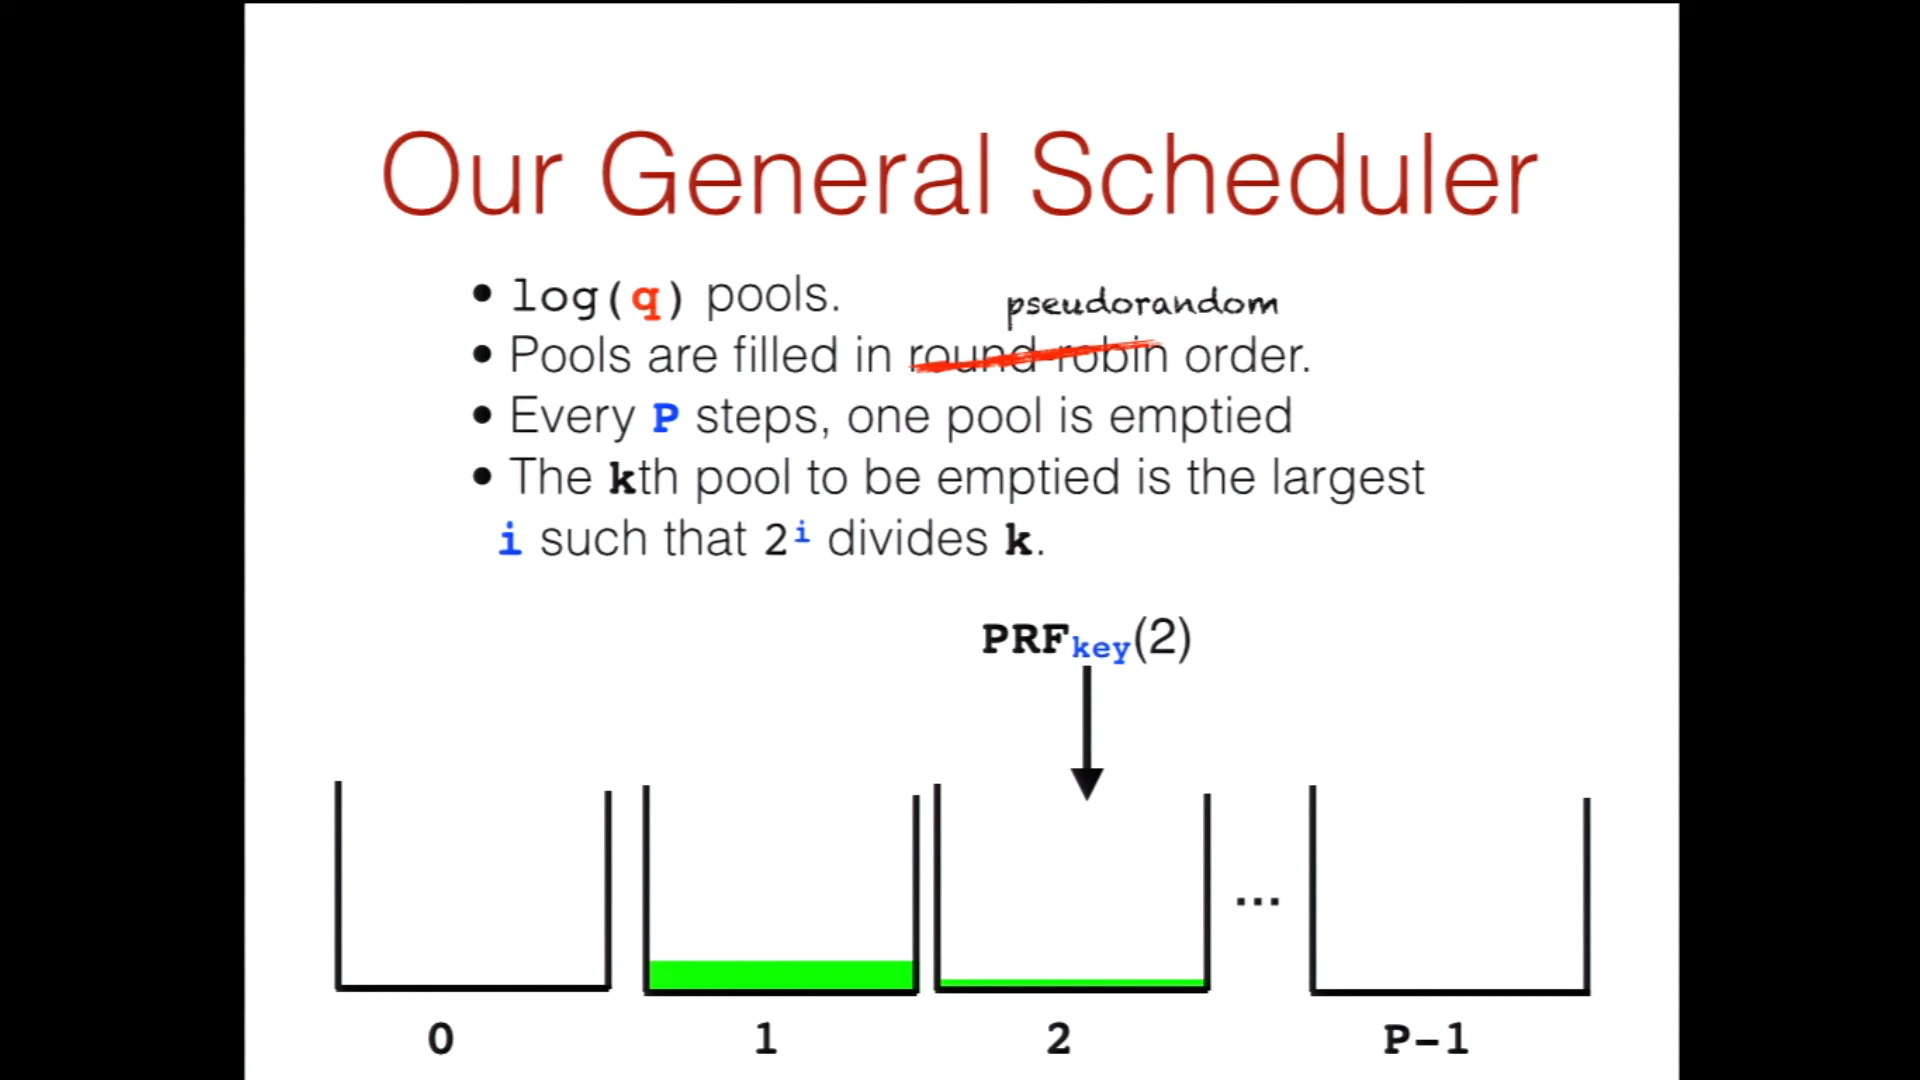 Our General Scheduler
• log(q) pools.
pseudorandom
• Pools are filled in round-robin order.
• Every P steps, one pool is emptied
• The kth pool to be emptied is the largest
i such that 2ⁱ divides k.
PRFkey(2)
...
0 1 2 P-1